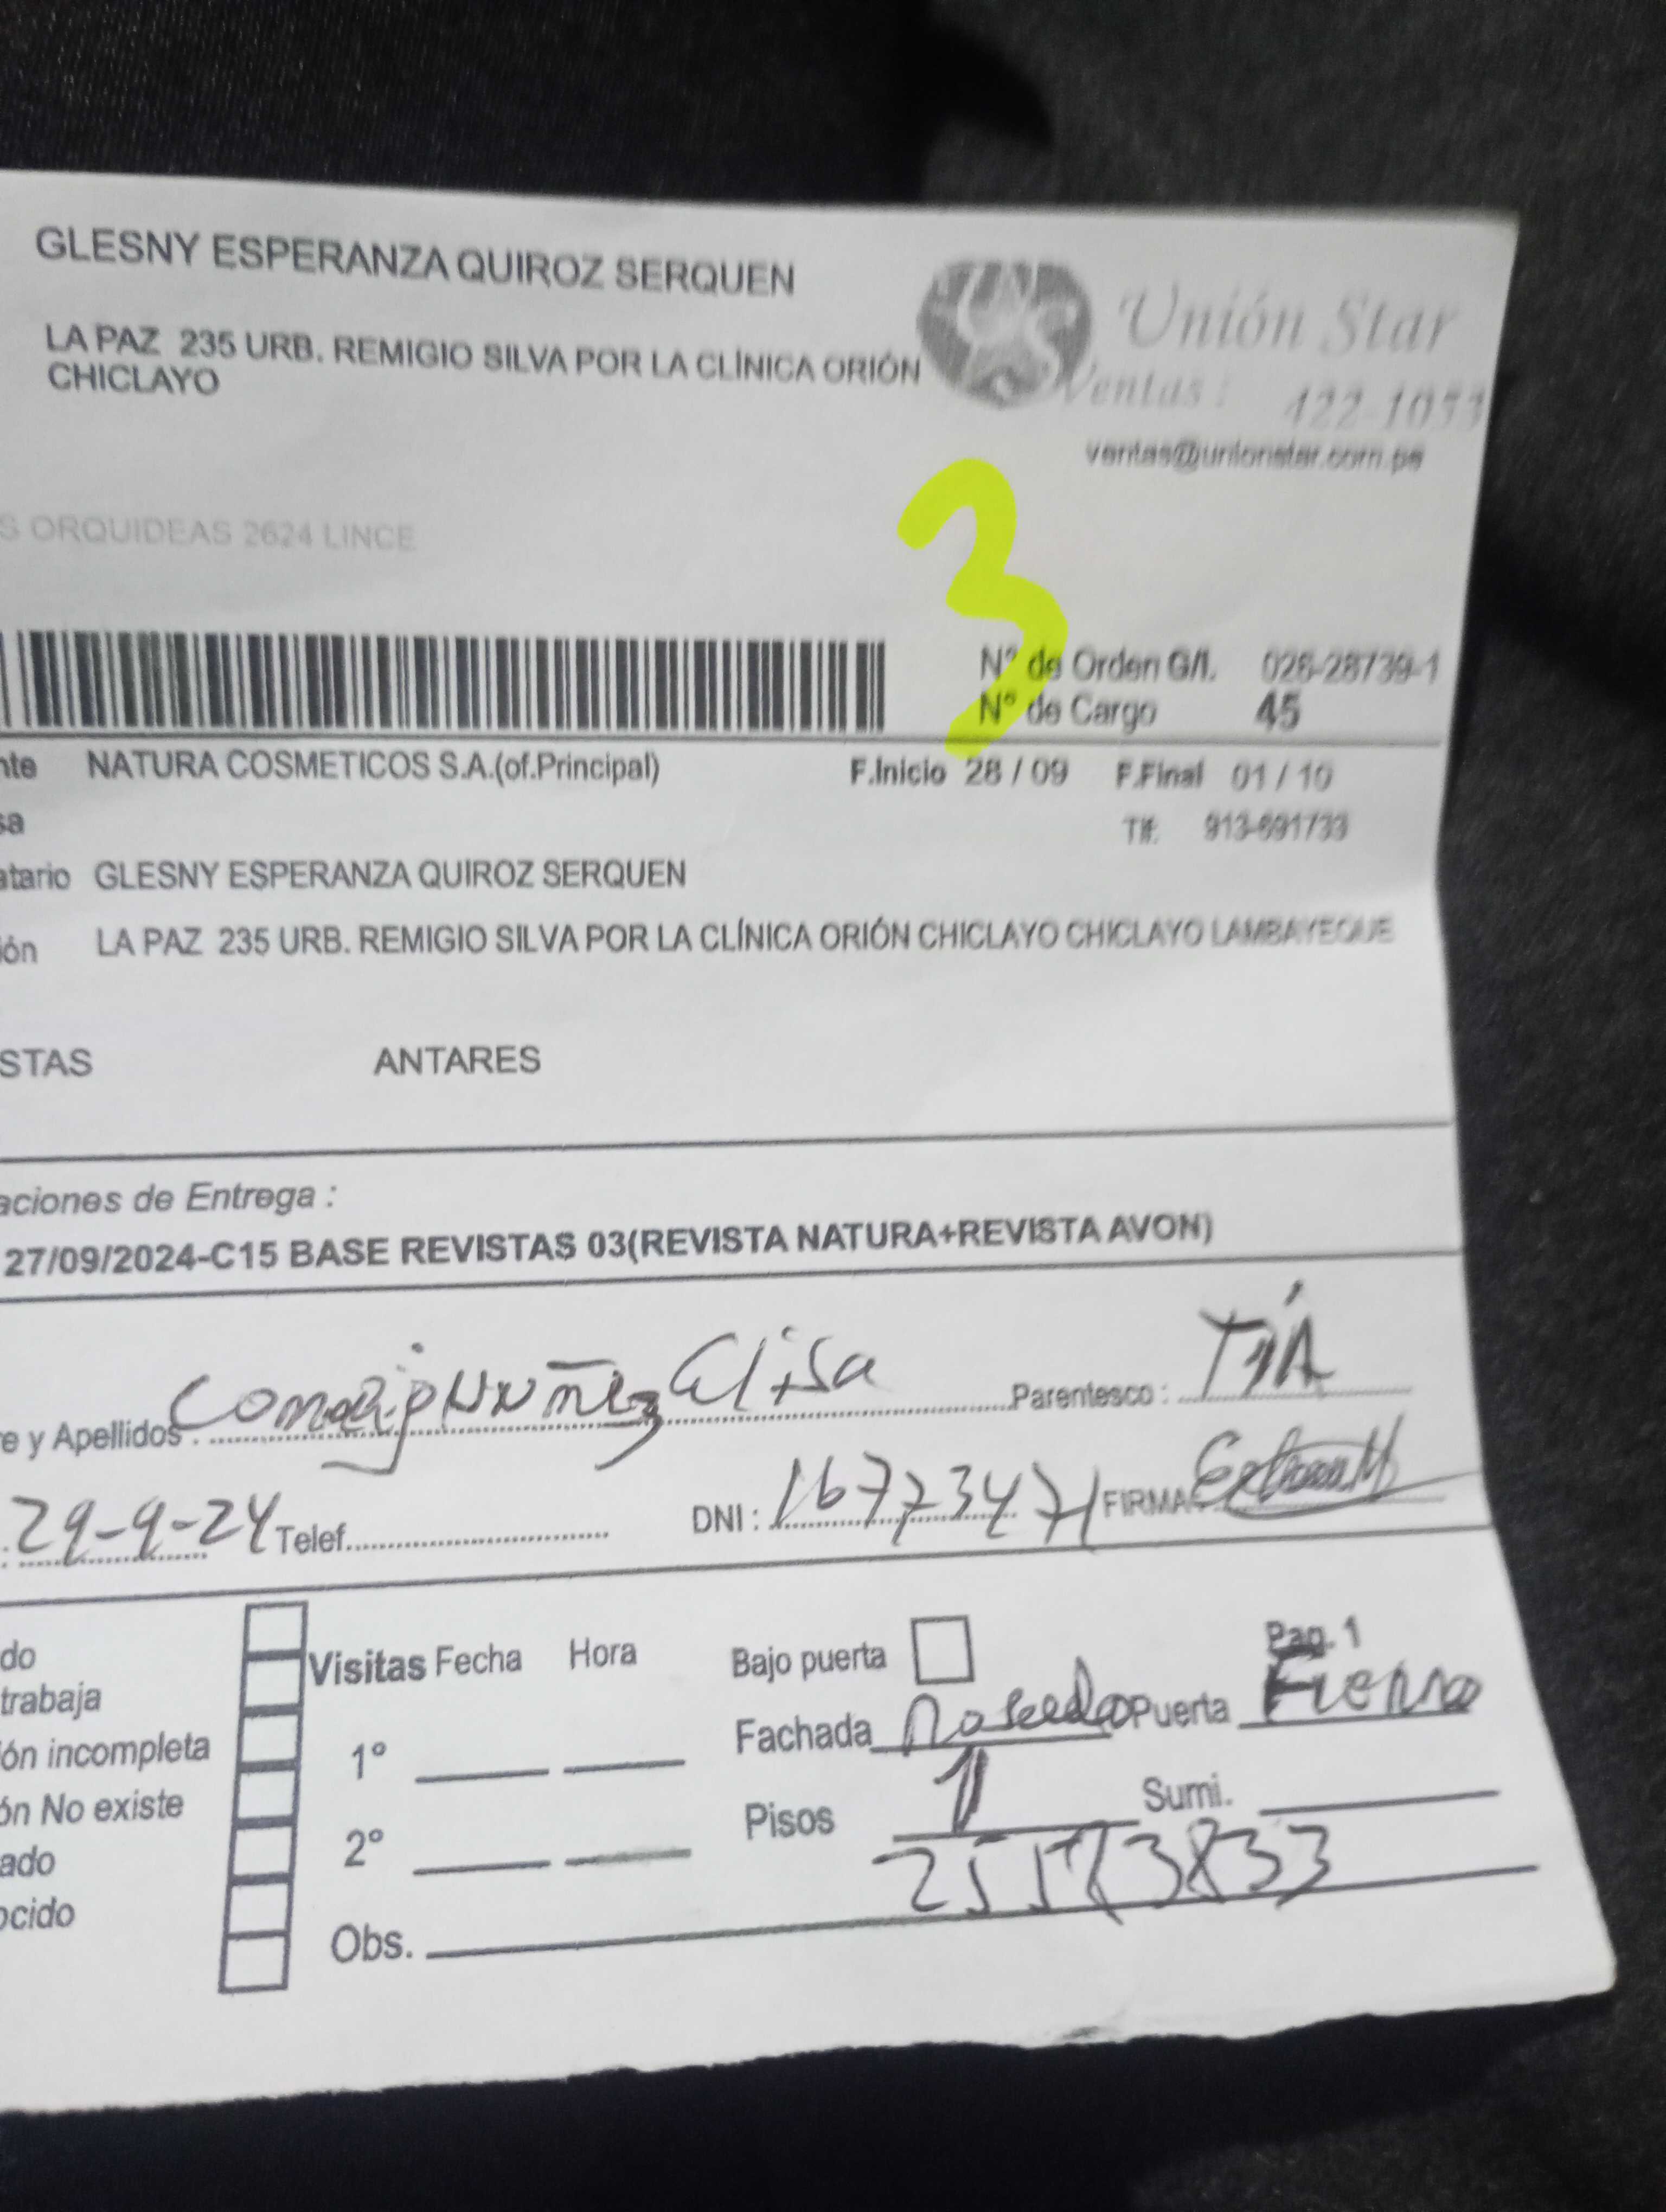 GLESNY ESPERANZA QUIROZ SERQUEN
LA PAZ 235 URB. REMIGIO SILVA POR LA CLÍNICA ORIÓN
CHICLAYO
Unión Star
Ventas: 422-1053
ventas@unionstar.com.pe
S ORQUIDEAS 2624 LINCE
3
N° de Orden G/I. 026-28739-1
N° de Cargo 45
nte NATURA COSMETICOS S.A.(of.Principal) F.Inicio 28 / 09 F.Final 01 / 10
sa Tlf: 913-691733
atario GLESNY ESPERANZA QUIROZ SERQUEN
ión LA PAZ 235 URB. REMIGIO SILVA POR LA CLÍNICA ORIÓN CHICLAYO CHICLAYO LAMBAYEQUE
STAS ANTARES
aciones de Entrega :
27/09/2024-C15 BASE REVISTAS 03(REVISTA NATURA+REVISTA AVON)
e y Apellidos : Nuñez Elisa Parentesco : TíA
29-9-24 Telef. DNI : 16773471 FIRMA
do Visitas Fecha Hora Bajo puerta Pag. 1
trabaja Fachada Puerta Fierro
ón incompleta 1°
ón No existe Pisos 1 Sumi.
ado 2°
ocido
Obs.